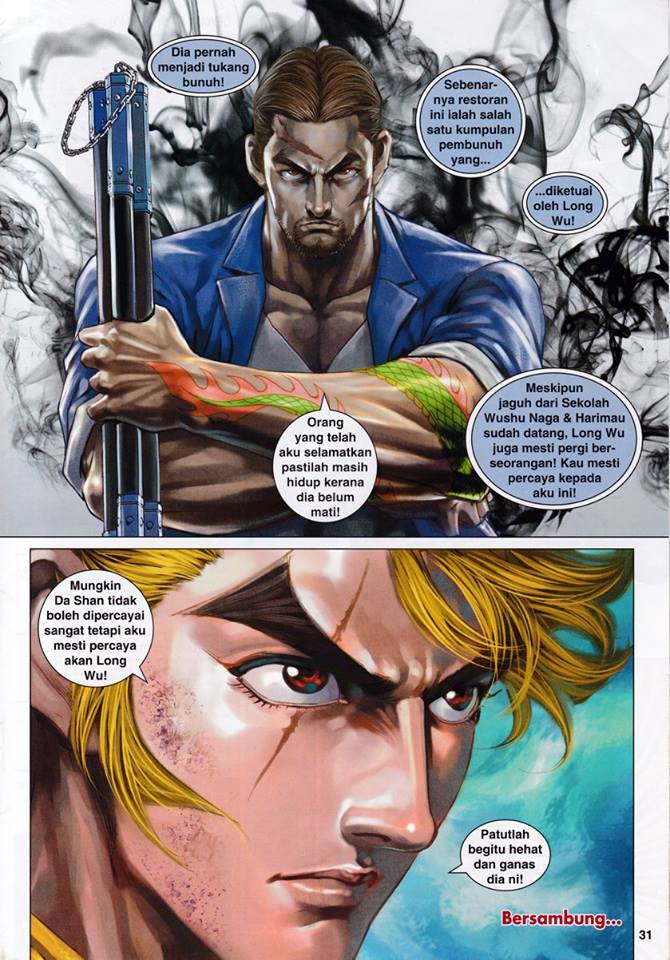 Dia pernah
menjadi tukang
bunuh!
Sebenar-
nya restoran
ini ialah salah
satu kumpulan
pembunuh
yang...
...diketuai
oleh Long
Wu!
Orang
yang telah
aku selamatkan
pastilah masih
hidup kerana
dia belum
mati!
Meskipun
jaguh dari Sekolah
Wushu Naga & Harimau
sudah datang, Long Wu
juga mesti pergi ber-
seorangan! Kau mesti
percaya kepada
aku ini!
Mungkin
Da Shan tidak
boleh dipercayai
sangat tetapi aku
mesti percaya
akan Long
Wu!
Patutlah
begitu hehat
dan ganas
dia ni!
Bersambung...
31